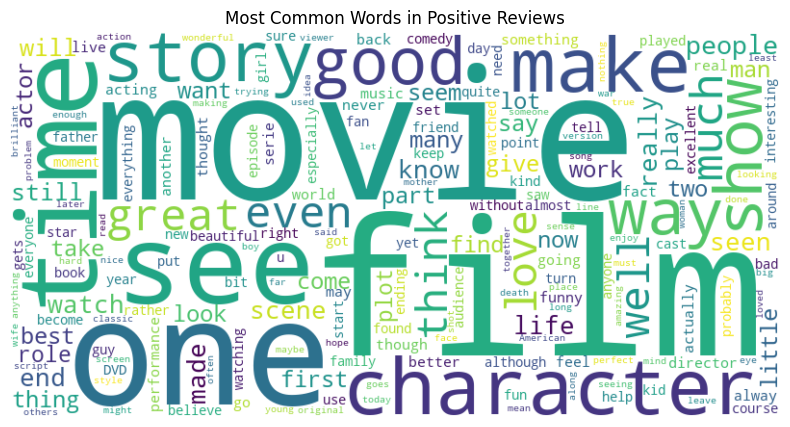 Most Common Words in Positive Reviews
movie
film
one
see
time
story
good
make
show
character
way
great
even
well
love
think
people
much
really
will
actor
live
action
wonderful
viewer
sure
back
comedy
something
played
least
day
need
nothing
girl
acting
trying
want
music
quite
war
real
man
seem
used
idea
making
never
set
lot
watched
true
someone
version
play
excellent
interesting
brilliant
enough
father
problem
moment
everything
another
thought
episode
serie
especially
fan
friend
many
keep
let
say
tell
point
song
looking
know
give
work
mother
kind
fact
two
around
still
later
star
read
world
part
saw
without
almost
line
done
woman
everyone
gets
take
hard
book
nice
new
beautiful
right
said
boy
u
got
yet
find
now
sense
together
enjoy
cast
seen
bad
big
year
put
bit
far
come
plot
ending
audience
going
turn
anyone
must
actually
probably
loved
wife
anything
watch
rather
look
scene
may
start
found
death
piece
funny
long
amazing
become
classic
best
role
guy
script
DVD
screen
performance
made
often
watching
maybe
hope
though
shot
face
American
life
perfect
mind
director
eye
little
end
style
family
better
although
feel
thing
first
use
goes
today
fun
along
seeing
help
kid
leave
alway
course
others
might
believe
go
young
original
mean